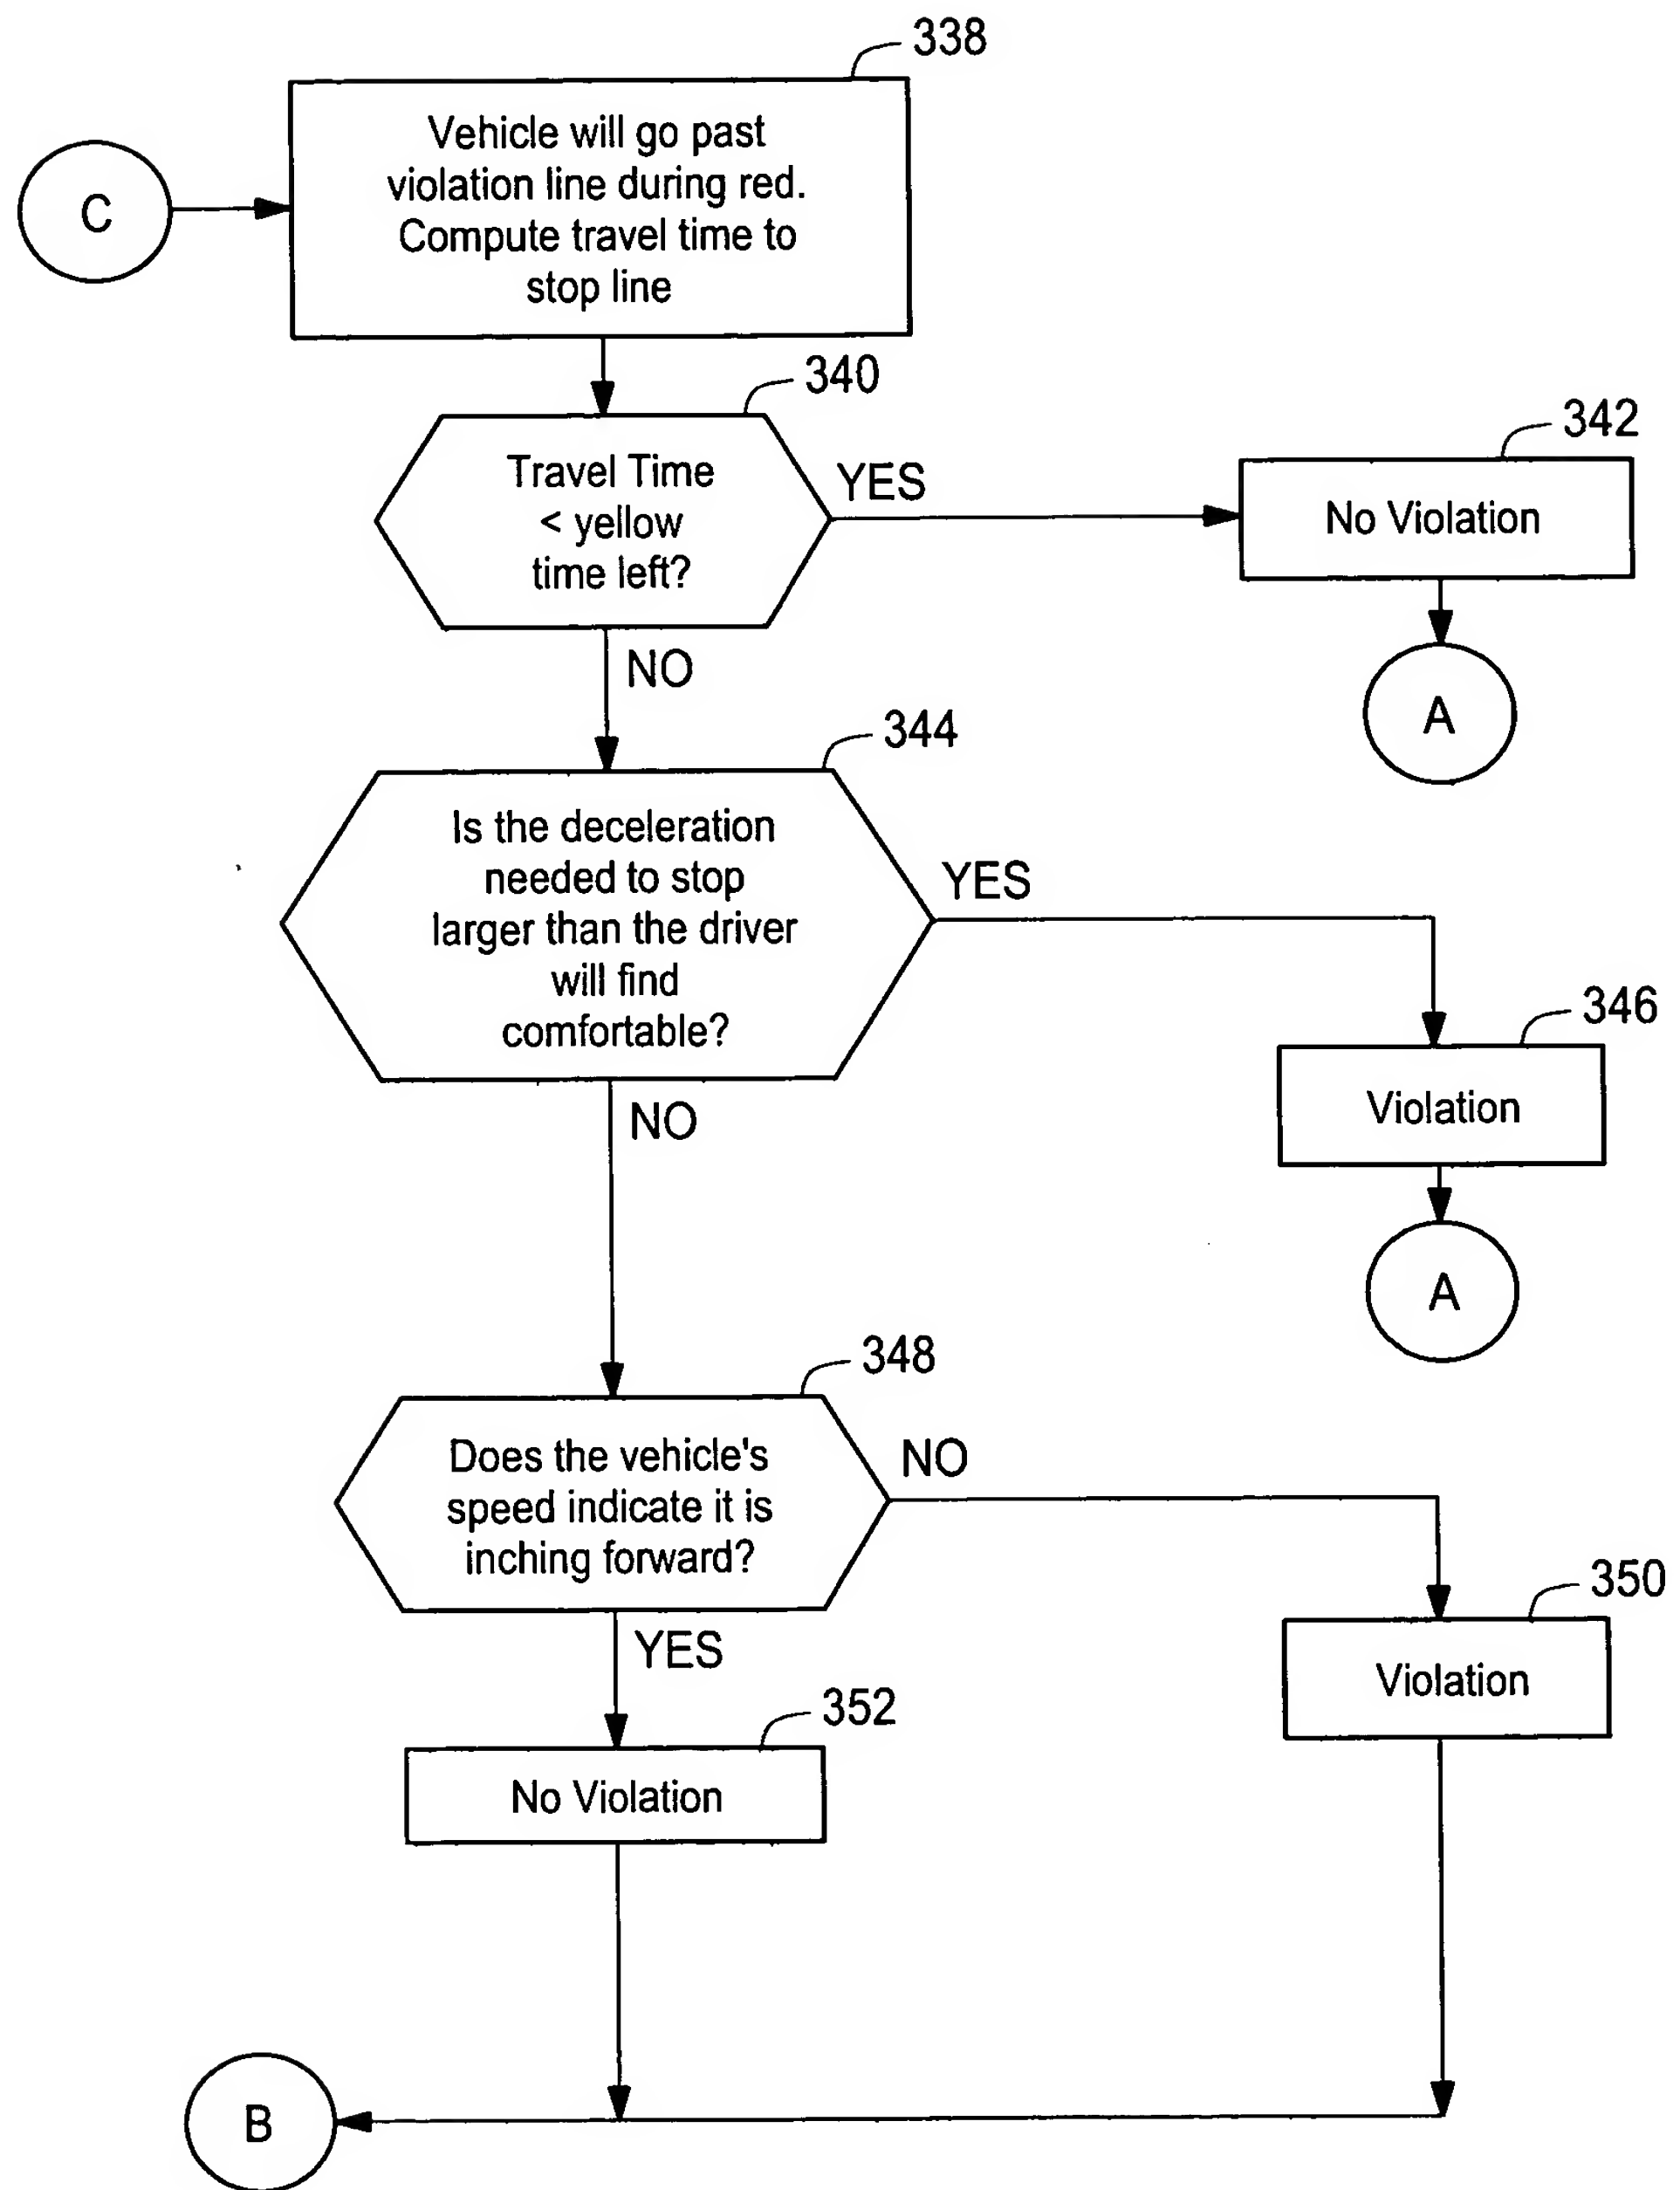 338
C
Vehicle will go past
violation line during red.
Compute travel time to
stop line
340
Travel Time
< yellow
time left?
YES
342
No Violation
A
NO
344
Is the deceleration
needed to stop
larger than the driver
will find
comfortable?
YES
346
Violation
A
NO
348
Does the vehicle's
speed indicate it is
inching forward?
NO
350
Violation
YES
352
No Violation
B